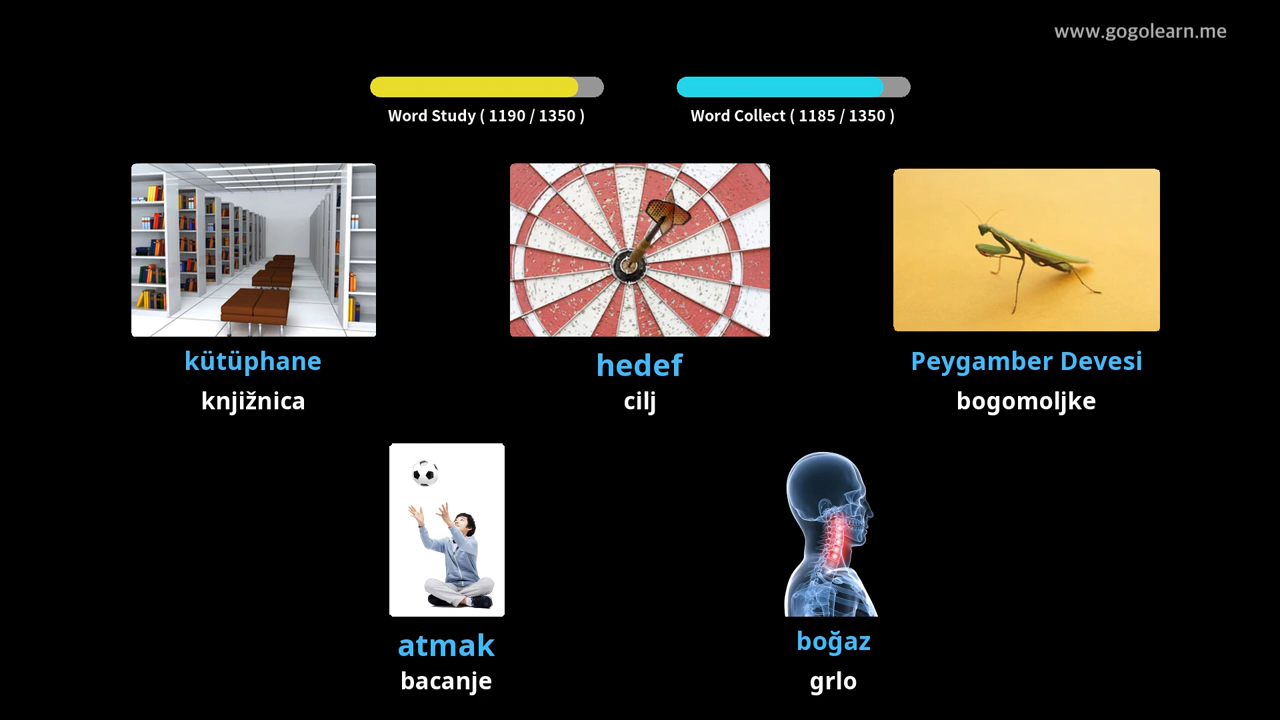 www.gogolearn.me
Word Study ( 1190 / 1350 )
Word Collect ( 1185 / 1350 )
kütüphane
knjižnica
hedef
cilj
Peygamber Devesi
bogomoljke
atmak
bacanje
boğaz
grlo